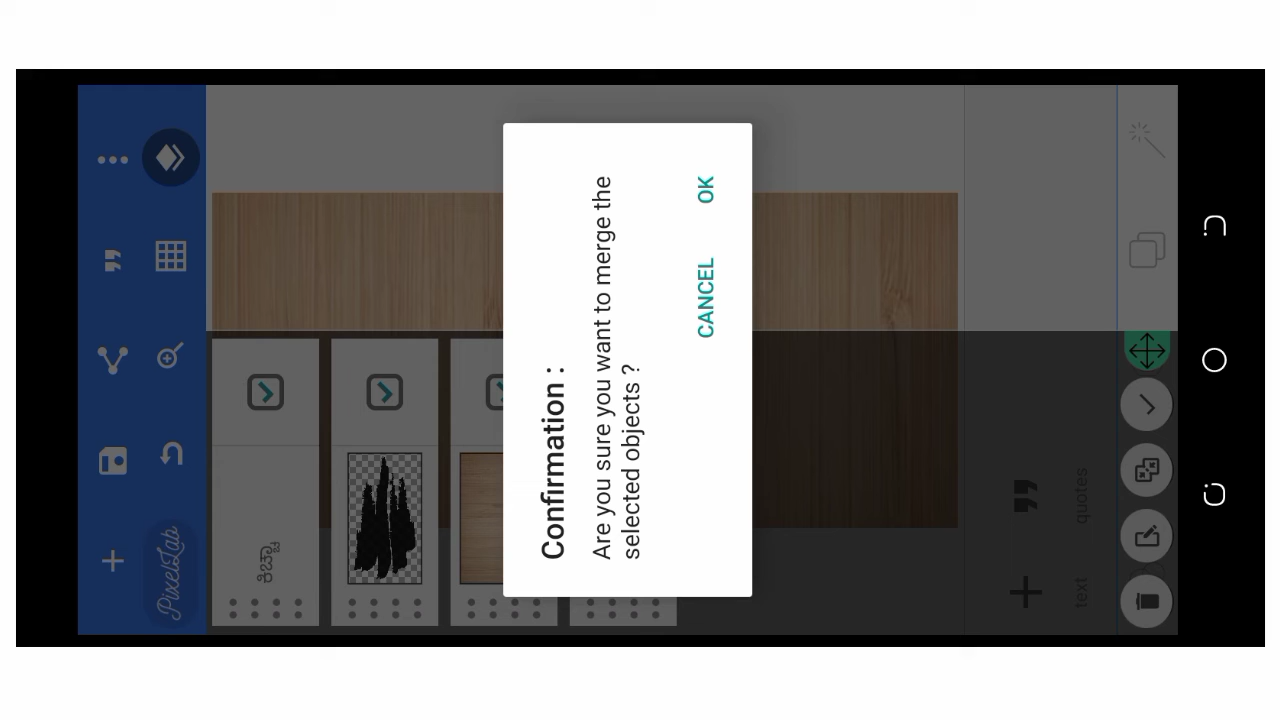 PixelLab
Confirmation :
Are you sure you want to merge the
selected objects ?
CANCEL
OK
text
quotes